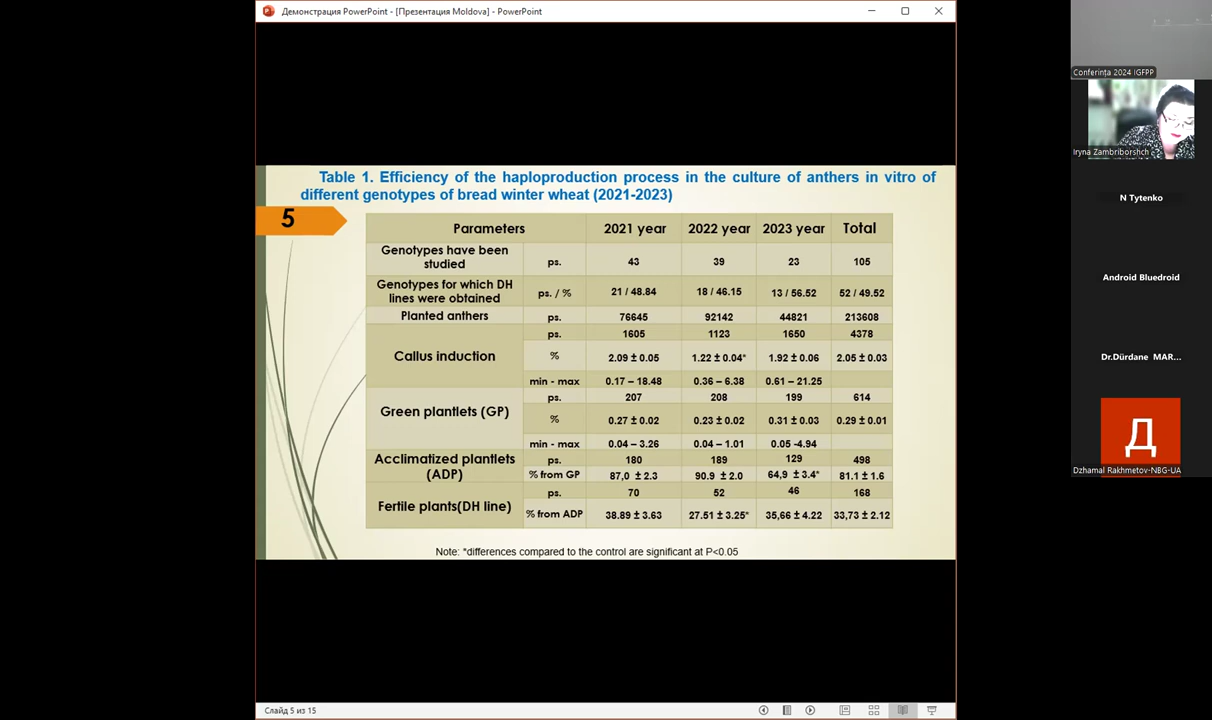 Демонстрация PowerPoint - [Презентация Moldova] - PowerPoint
Conferința 2024 IGFPP
Iryna Zambriborshch
N Tytenko
Android Bluedroid
Dr.Dürdane MAR...
Д
Dzhamal Rakhmetov-NBG-UA
Table 1. Efficiency of the haploproduction process in the culture of anthers in vitro of
different genotypes of bread winter wheat (2021-2023)
5
Parameters 2021 year 2022 year 2023 year Total
Genotypes have been
studied ps. 43 39 23 105
Genotypes for which DH
lines were obtained ps. / % 21 / 48.84 18 / 46.15 13 / 56.52 52 / 49.52
Planted anthers ps. 76645 92142 44821 213608
Callus induction ps. 1605 1123 1650 4378
% 2.09 ± 0.05 1.22 ± 0.04* 1.92 ± 0.06 2.05 ± 0.03
min - max 0.17 – 18.48 0.36 – 6.38 0.61 – 21.25
Green plantlets (GP) ps. 207 208 199 614
% 0.27 ± 0.02 0.23 ± 0.02 0.31 ± 0.03 0.29 ± 0.01
min - max 0.04 – 3.26 0.04 – 1.01 0.05 -4.94
Acclimatized plantlets
(ADP) ps. 180 189 129 498
% from GP 87,0 ± 2.3 90.9 ± 2.0 64,9 ± 3.4* 81.1 ± 1.6
Fertile plants(DH line) ps. 70 52 46 168
% from ADP 38.89 ± 3.63 27.51 ± 3.25* 35,66 ± 4.22 33,73 ± 2.12
Note: *differences compared to the control are significant at P<0.05
Слайд 5 из 15